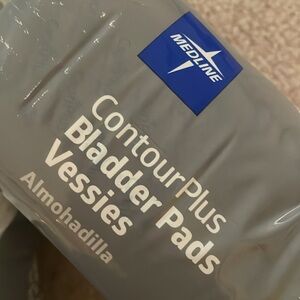 MEDLINE
ContourPlus
Bladder Pads
Vessies
Almohadilla